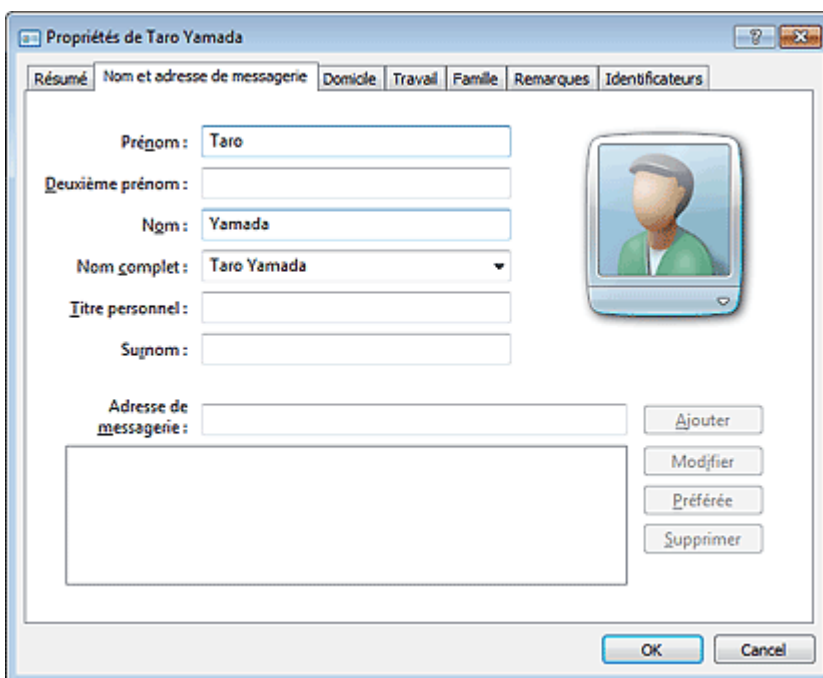 Propriétés de Taro Yamada
Résumé Nom et adresse de messagerie Domicile Travail Famille Remarques Identificateurs
Prénom : Taro
Deuxième prénom :
Nom : Yamada
Nom complet : Taro Yamada
Titre personnel :
Surnom :
Adresse de
messagerie :
Ajouter
Modifier
Préférée
Supprimer
OK Cancel